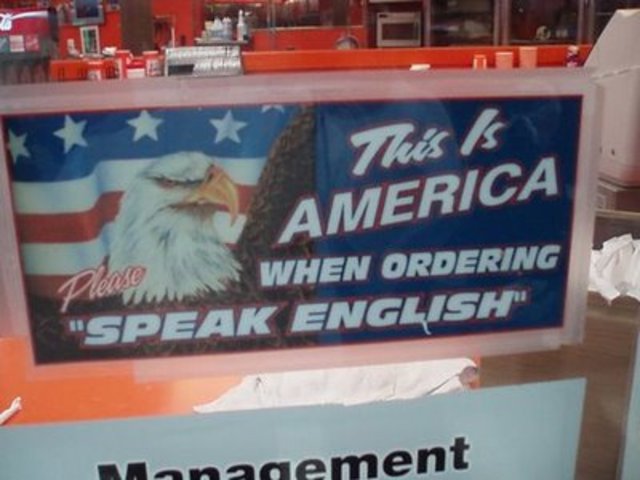 This Is
AMERICA
Please
WHEN ORDERING
"SPEAK ENGLISH"
Management